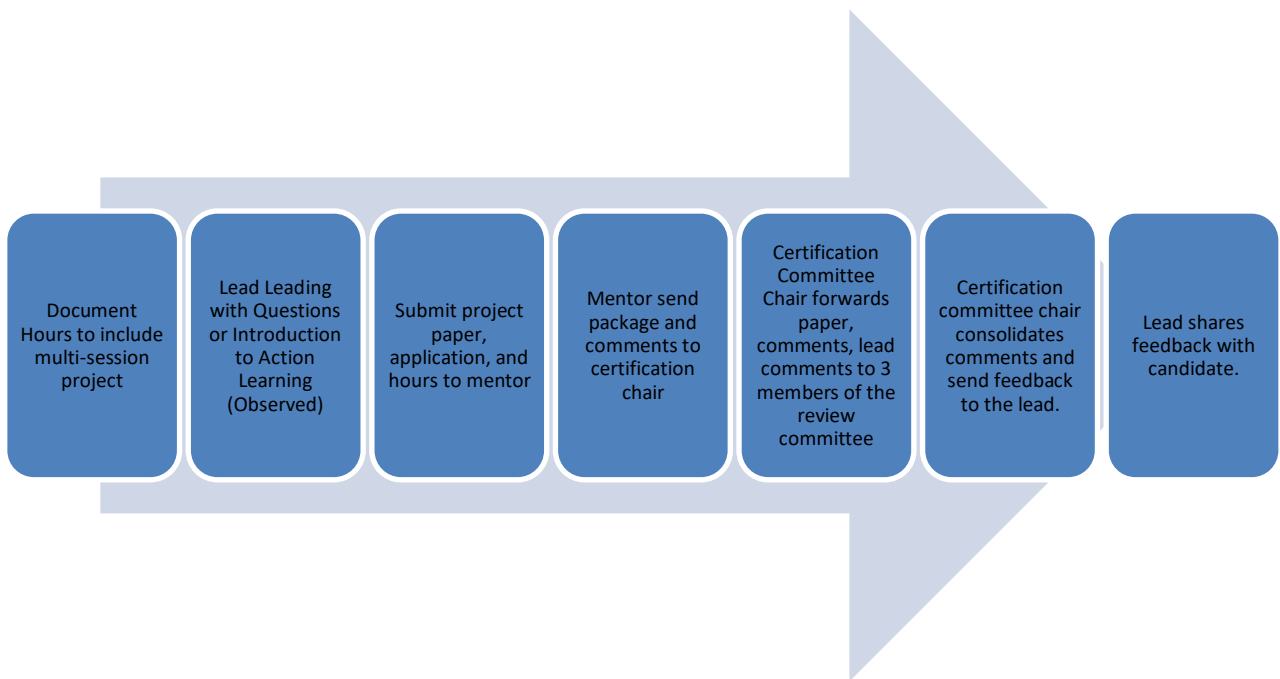 Document
Hours to include
multi-session
project
Lead Leading
with Questions
or Introduction
to Action
Learning
(Observed)
Submit project
paper,
application, and
hours to mentor
Mentor send
package and
comments to
certification
chair
Certification
Committee
Chair forwards
paper,
comments, lead
comments to 3
members of the
review
committee
Certification
committee chair
consolidates
comments and
send feedback
to the lead.
Lead shares
feedback with
candidate.